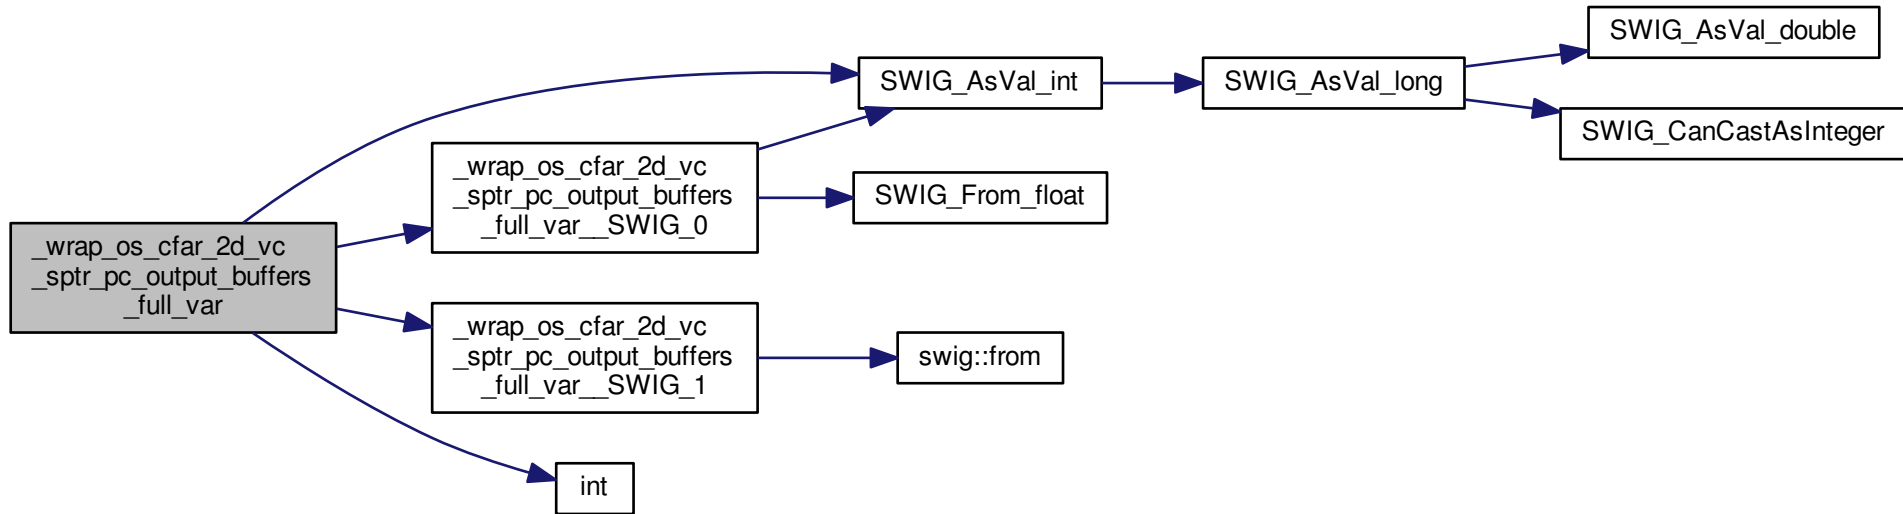 _wrap_os_cfar_2d_vc
_sptr_pc_output_buffers
_full_var
_wrap_os_cfar_2d_vc
_sptr_pc_output_buffers
_full_var__SWIG_0
_wrap_os_cfar_2d_vc
_sptr_pc_output_buffers
_full_var__SWIG_1
int
SWIG_AsVal_int
SWIG_From_float
swig::from
SWIG_AsVal_long
SWIG_AsVal_double
SWIG_CanCastAsInteger